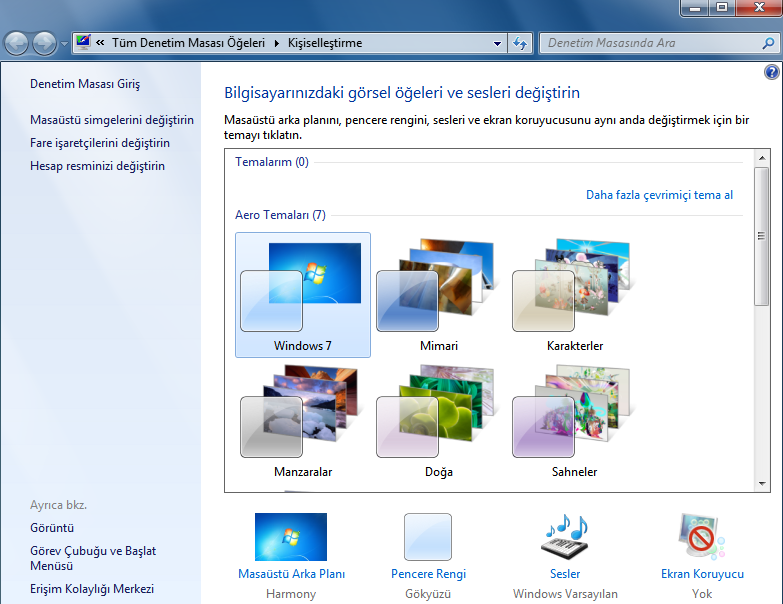 « Tüm Denetim Masası Öğeleri Kişiselleştirme
Denetim Masasında Ara
Denetim Masası Giriş
Masaüstü simgelerini değiştirin
Fare işaretçilerini değiştirin
Hesap resminizi değiştirin
Bilgisayarınızdaki görsel öğeleri ve sesleri değiştirin
Masaüstü arka planını, pencere rengini, sesleri ve ekran koruyucusunu aynı anda değiştirmek için bir
temayı tıklatın.
Temalarım (0)
Daha fazla çevrimiçi tema al
Aero Temaları (7)
Windows 7 Mimari Karakterler
Manzaralar Doğa Sahneler
Ayrıca bkz.
Görüntü
Görev Çubuğu ve Başlat
Menüsü
Erişim Kolaylığı Merkezi
Masaüstü Arka Planı Pencere Rengi Sesler Ekran Koruyucu
Harmony Gökyüzü Windows Varsayılan Yok